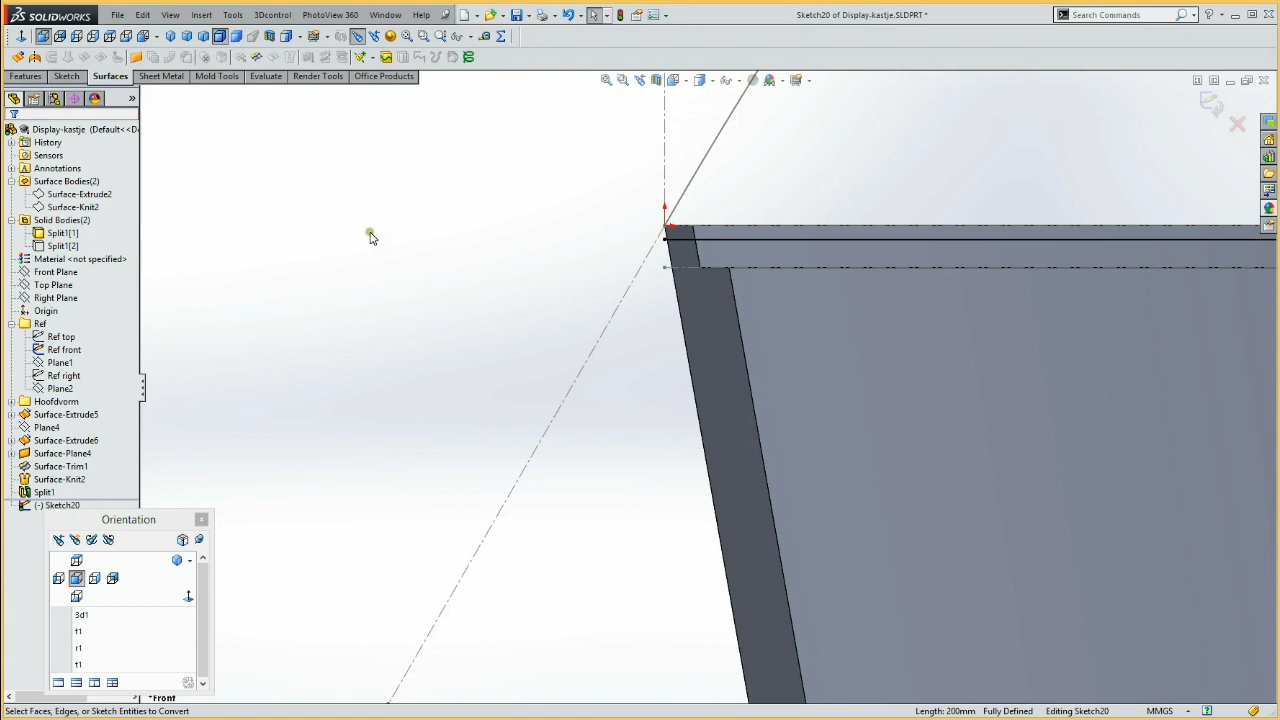 SOLIDWORKS File Edit View Insert Tools 3Dcontrol PhotoView 360 Window Help Sketch20 of Display-kastje.SLDPRT * Search Commands
Features Sketch Surfaces Sheet Metal Mold Tools Evaluate Render Tools Office Products
Display-kastje (Default<<D
History
Sensors
Annotations
Surface Bodies(2)
Surface-Extrude2
Surface-Knit2
Solid Bodies(2)
Split1[1]
Split1[2]
Material <not specified>
Front Plane
Top Plane
Right Plane
Origin
Ref
Ref top
Ref front
Plane1
Ref right
Plane2
Hoofdvorm
Surface-Extrude5
Plane4
Surface-Extrude6
Surface-Plane4
Surface-Trim1
Surface-Knit2
Split1
(-) Sketch20
Orientation
3d1
f1
r1
t1
*Front
Select Faces, Edges, or Sketch Entities to Convert Length: 200mm Fully Defined Editing Sketch20 MMGS